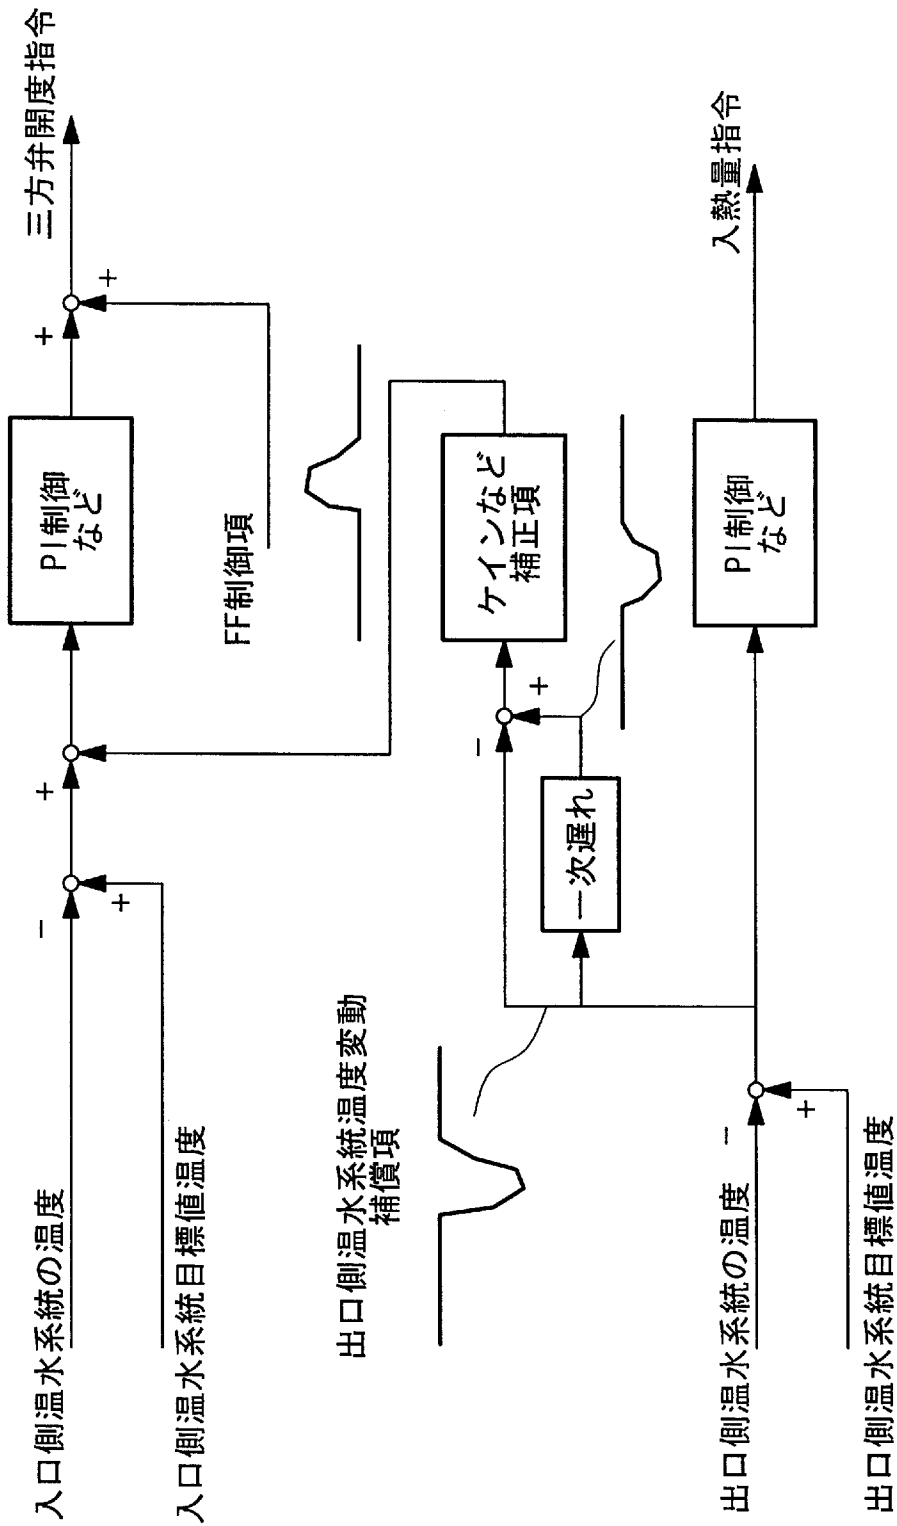 入口側温水系統の温度
－
+
入口側温水系統目標値温度
+
PI制御
など
+
+
三方弁開度指令
FF制御項
出口側温水系統温度変動
補償項
－
+
一次遅れ
ケインなど
補正項
出口側温水系統の温度
－
+
出口側温水系統目標値温度
PI制御
など
入熱量指令